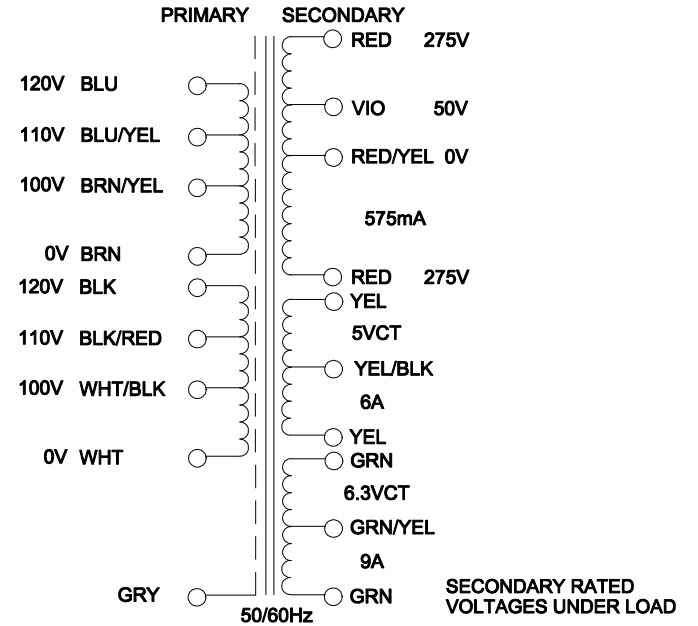 PRIMARY SECONDARY
RED 275V
120V BLU
VIO 50V
110V BLU/YEL
RED/YEL 0V
100V BRN/YEL
575mA
0V BRN
RED 275V
120V BLK
YEL
5VCT
110V BLK/RED
YEL/BLK
100V WHT/BLK
6A
YEL
0V WHT
GRN
6.3VCT
GRN/YEL
9A
GRY
GRN
50/60Hz
SECONDARY RATED
VOLTAGES UNDER LOAD